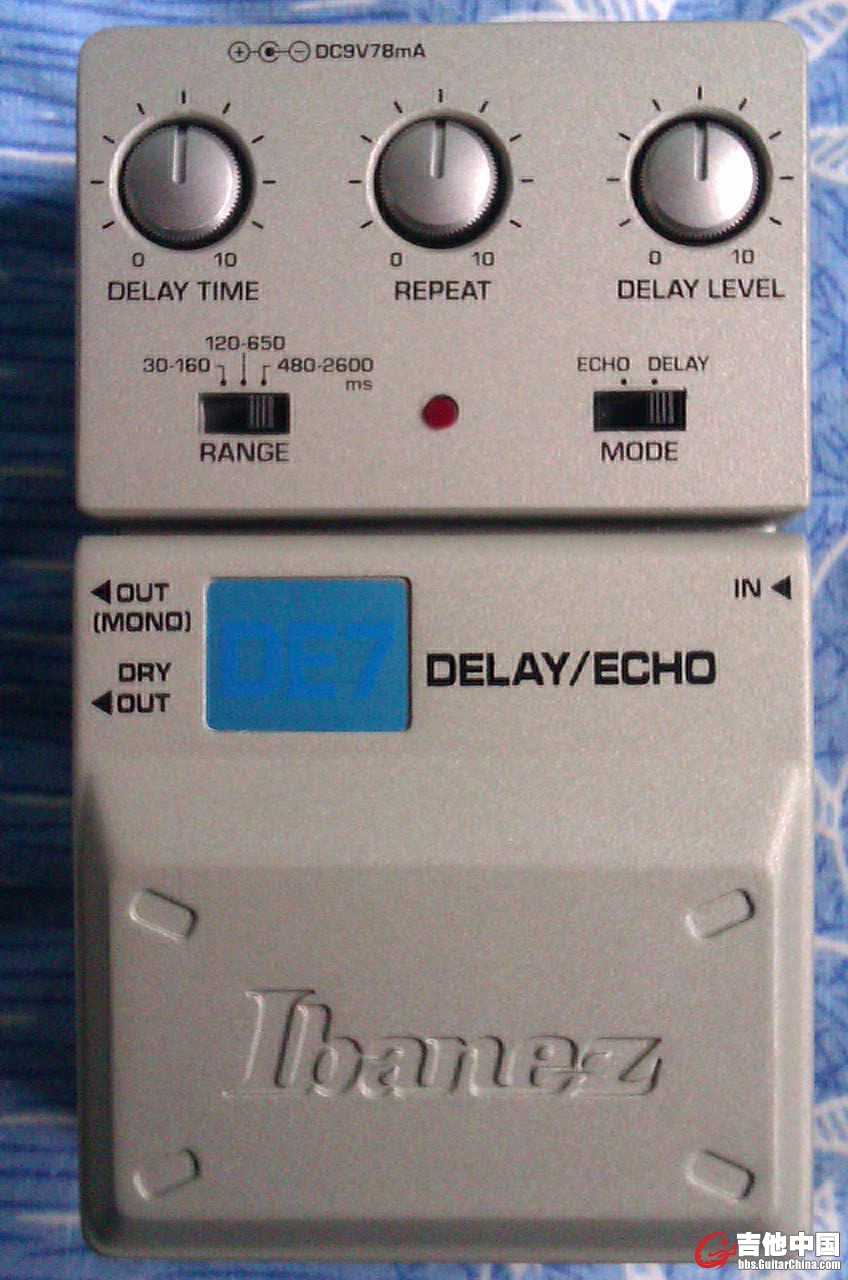 DC9V78mA
0 10 0 10 0 10
DELAY TIME REPEAT DELAY LEVEL
120-650
30-160 480-2600
ms
ECHO DELAY
RANGE MODE
OUT
(MONO)
DRY
OUT
DE7
DELAY/ECHO
IN
Ibanez
吉他中国
bbs.GuitarChina.com